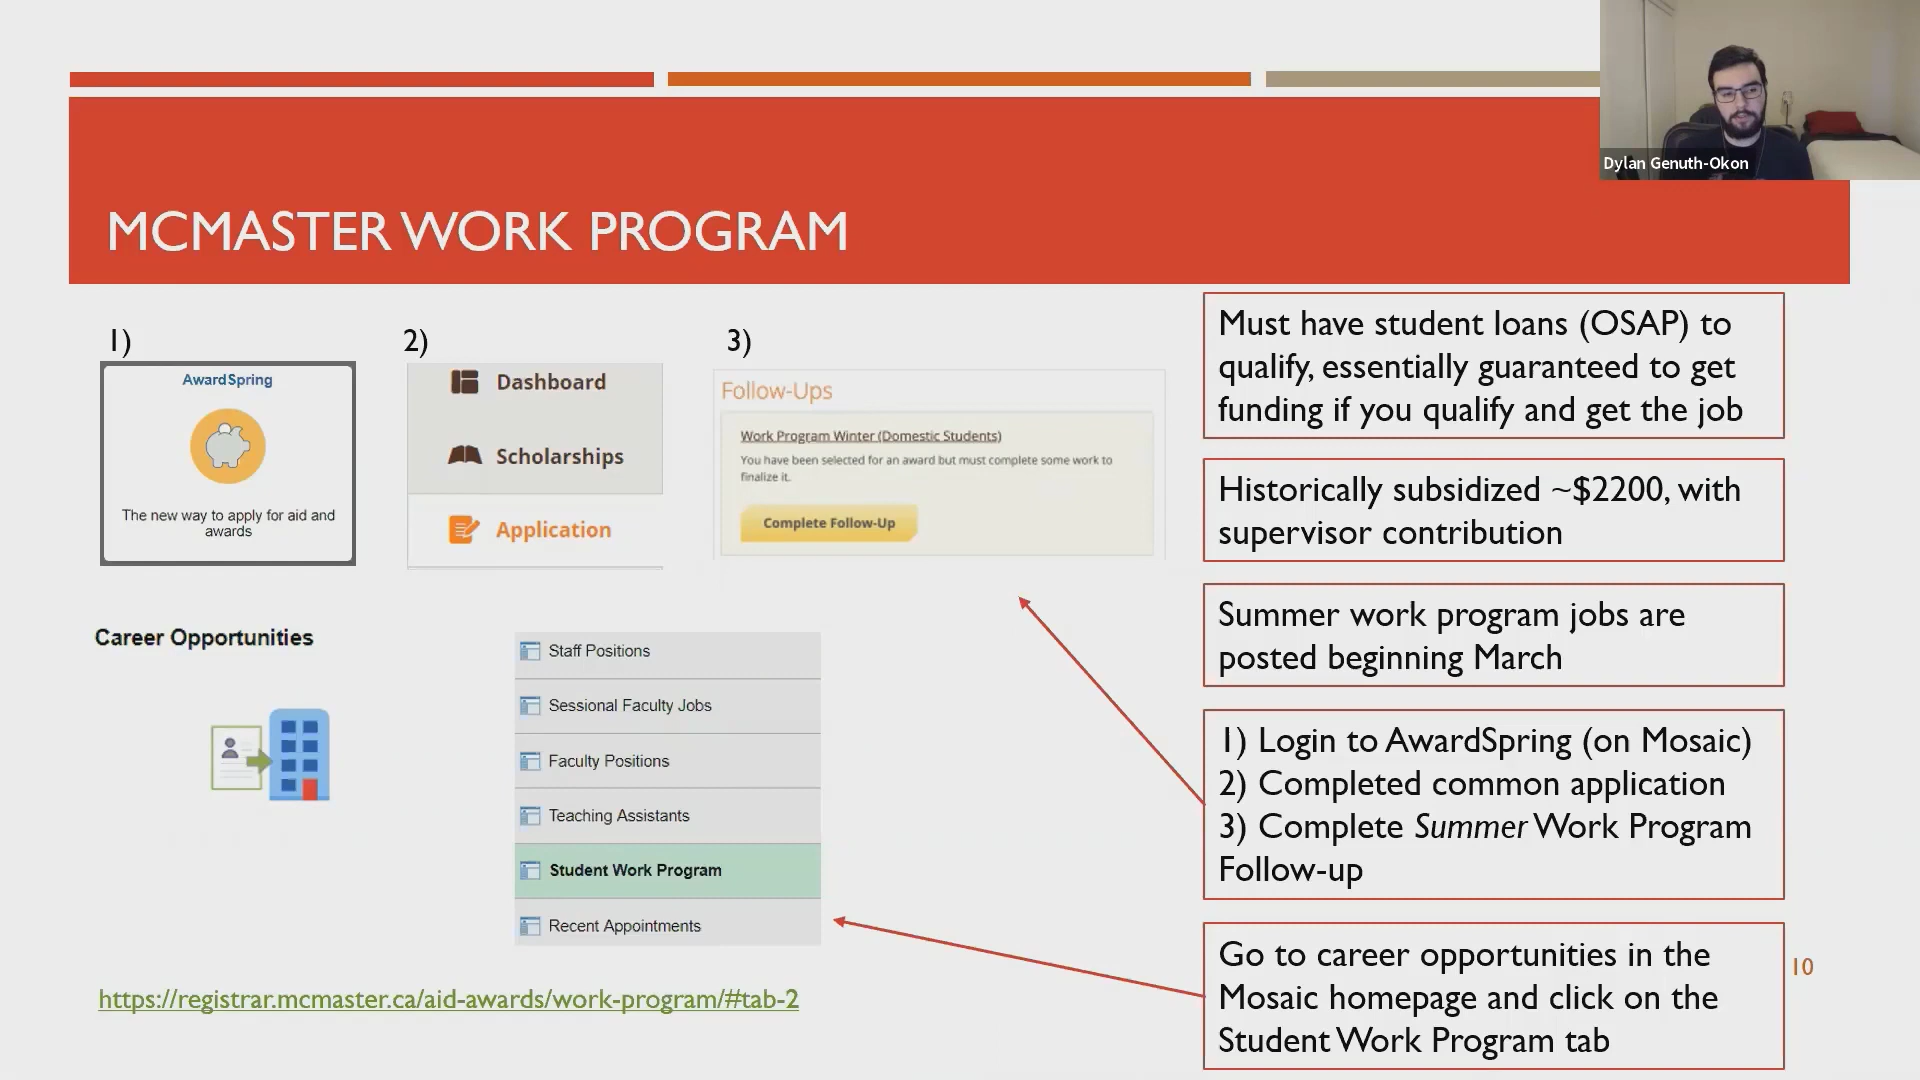 Dylan Genuth-Okon
MCMASTER WORK PROGRAM
1)
AwardSpring
The new way to apply for aid and
awards
2)
Dashboard
Scholarships
Application
3)
Follow-Ups
Work Program Winter (Domestic Students)
You have been selected for an award but must complete some work to
finalize it.
Complete Follow-Up
Career Opportunities
Staff Positions
Sessional Faculty Jobs
Faculty Positions
Teaching Assistants
Student Work Program
Recent Appointments
https://registrar.mcmaster.ca/aid-awards/work-program/#tab-2
Must have student loans (OSAP) to
qualify, essentially guaranteed to get
funding if you qualify and get the job
Historically subsidized ~$2200, with
supervisor contribution
Summer work program jobs are
posted beginning March
1) Login to AwardSpring (on Mosaic)
2) Completed common application
3) Complete Summer Work Program
Follow-up
Go to career opportunities in the
Mosaic homepage and click on the
Student Work Program tab
10